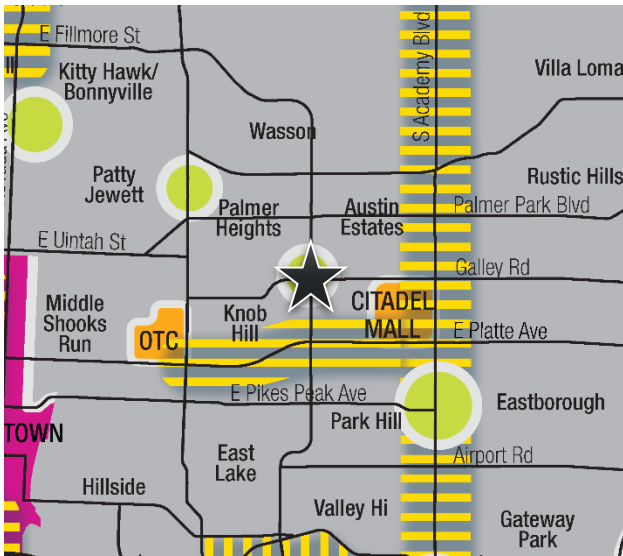 E Fillmore St
Kitty Hawk/
Bonnyville
S Academy Blvd
Villa Loma
Wasson
Patty
Jewett
Rustic Hills
Palmer
Heights
Austin
Estates
Palmer Park Blvd
E Uintah St
Galley Rd
Middle
Shooks
Run
Knob
Hill
CITADEL
MALL
OTC
E Platte Ave
E Pikes Peak Ave
Park Hill
Eastborough
TOWN
East
Lake
Airport Rd
Hillside
Valley Hi
Gateway
Park